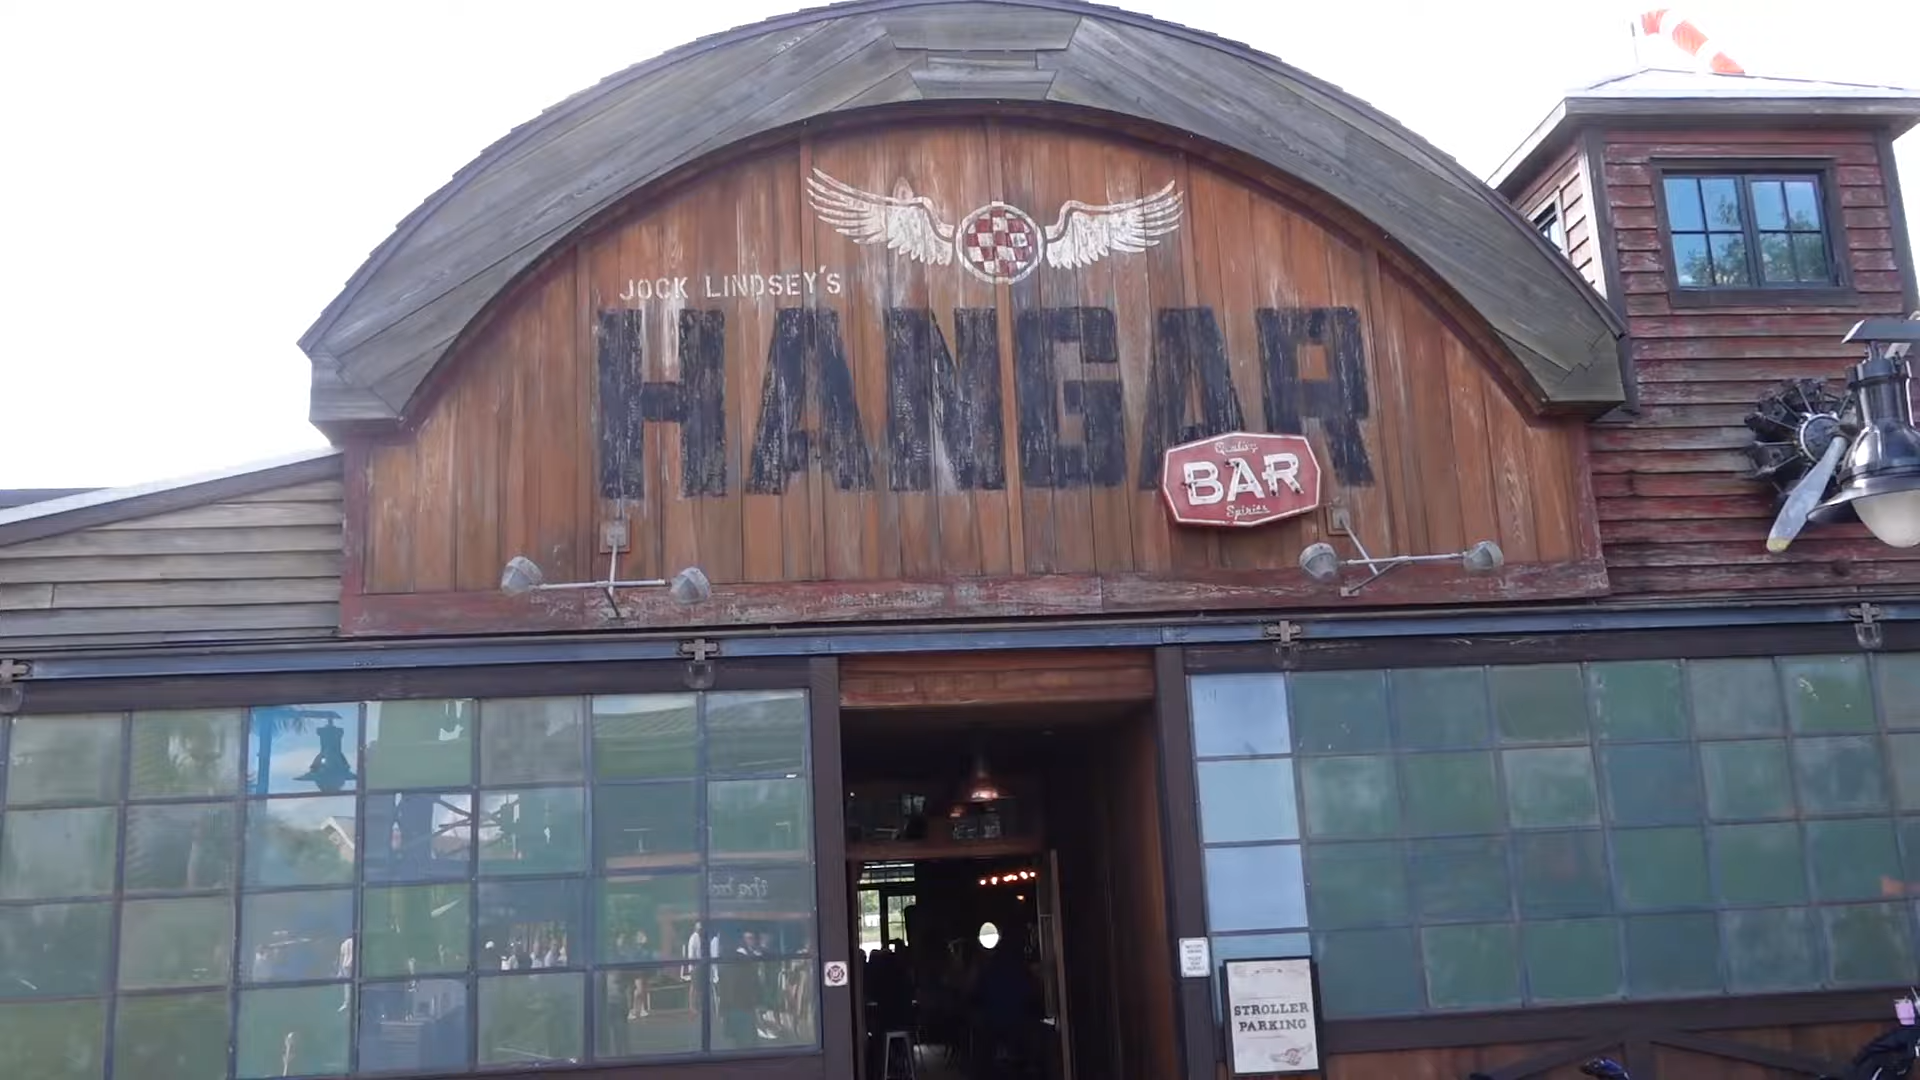 JOCK LINDSEY'S
HANGAR
Quality
BAR
Spirits
STROLLER
PARKING